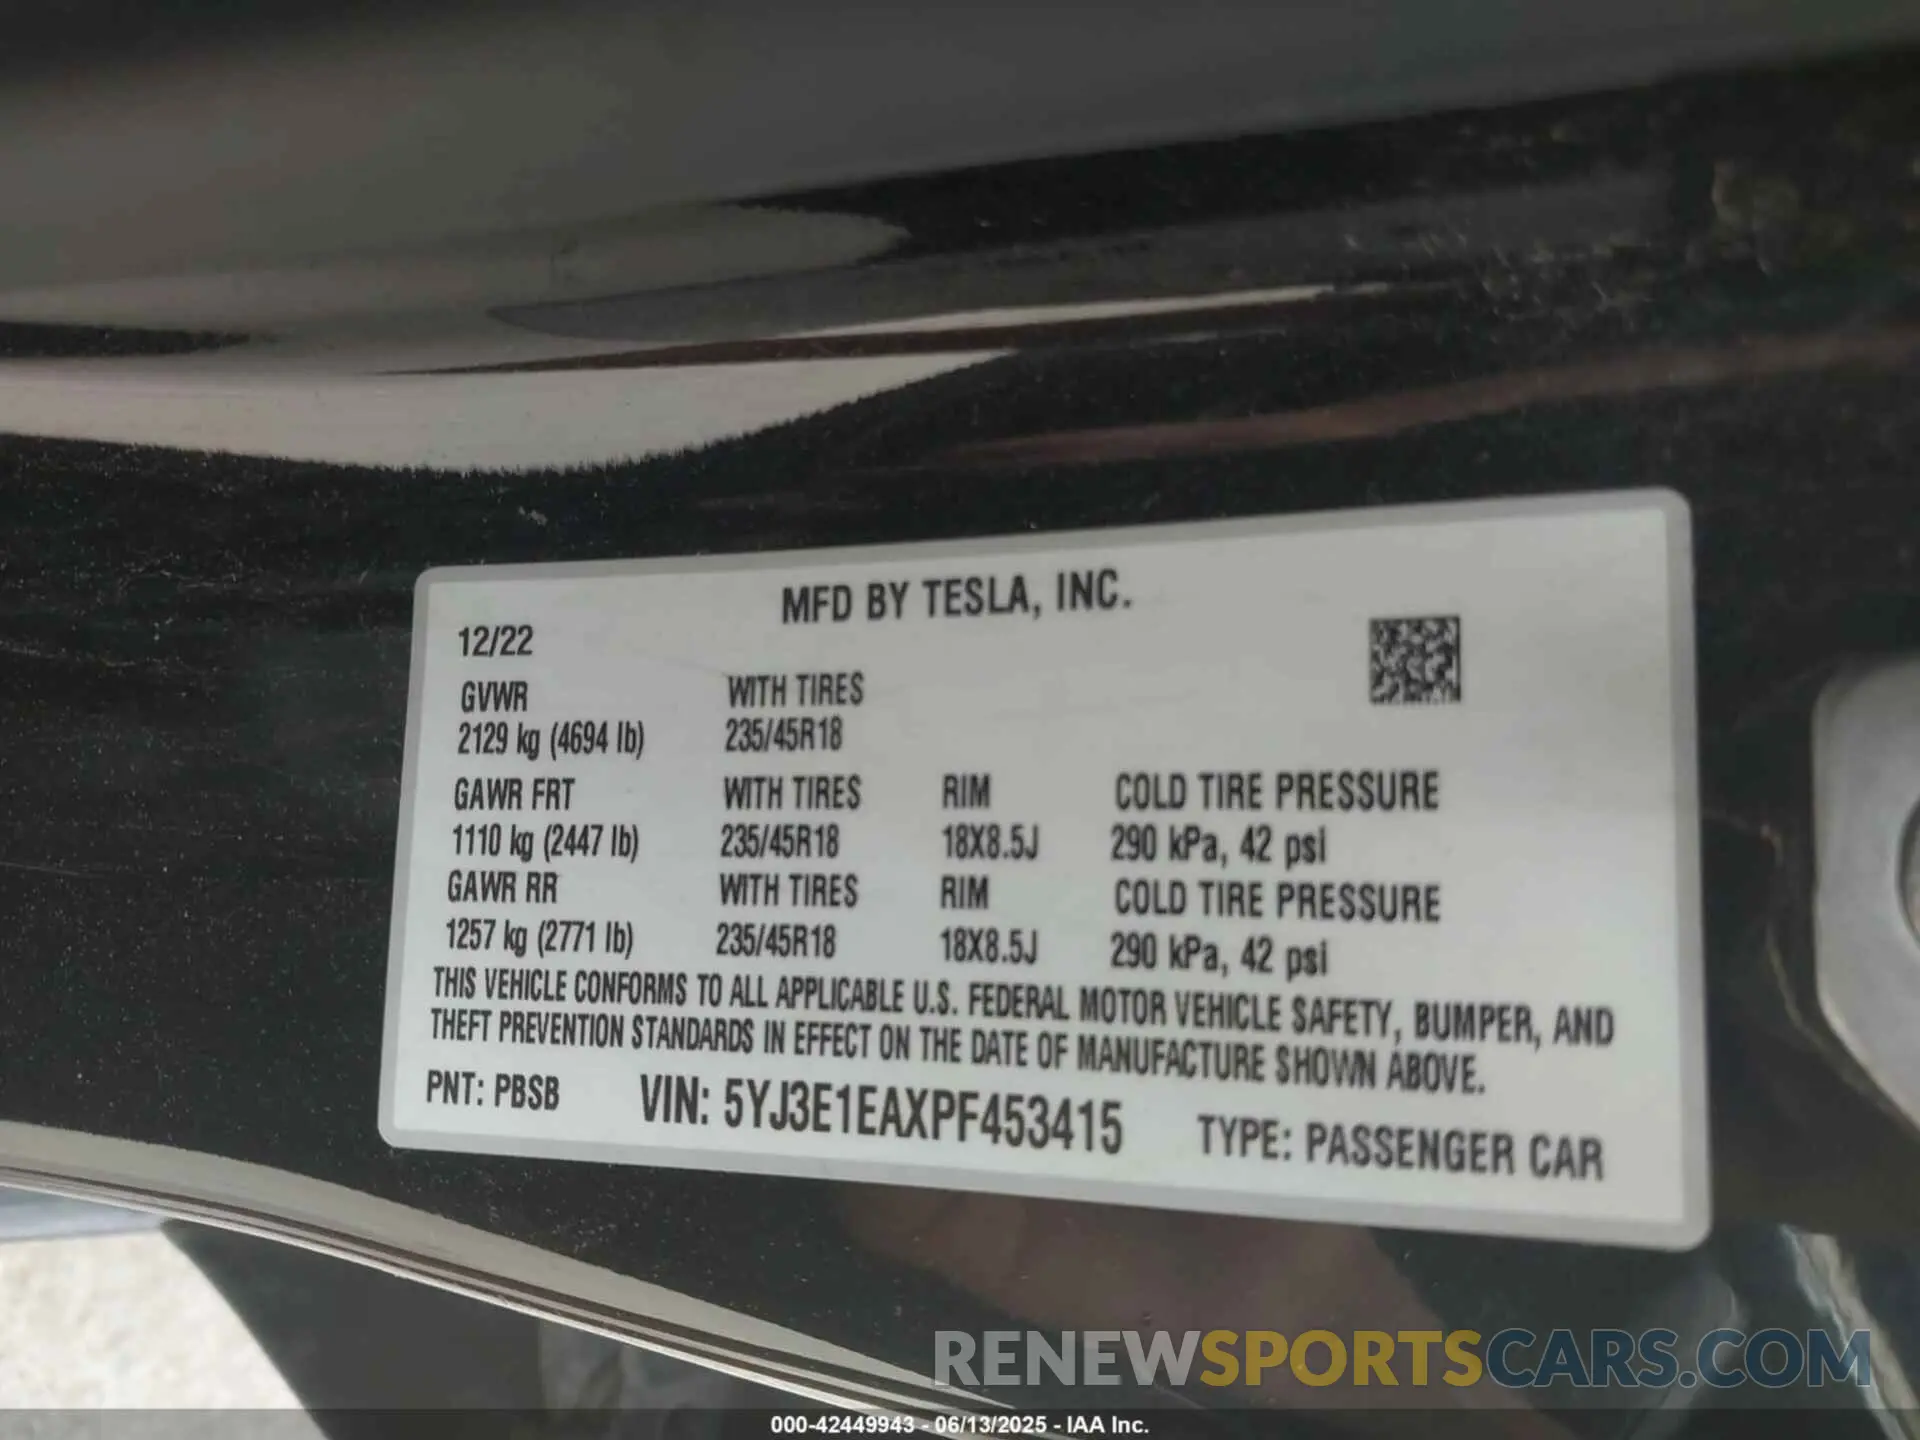 MFD BY TESLA, INC.
12/22
GVWR WITH TIRES
2129 kg (4694 lb) 235/45R18
GAWR FRT WITH TIRES RIM COLD TIRE PRESSURE
1110 kg (2447 lb) 235/45R18 18X8.5J 290 kPa, 42 psi
GAWR RR WITH TIRES RIM COLD TIRE PRESSURE
1257 kg (2771 lb) 235/45R18 18X8.5J 290 kPa, 42 psi
THIS VEHICLE CONFORMS TO ALL APPLICABLE U.S. FEDERAL MOTOR VEHICLE SAFETY, BUMPER, AND
THEFT PREVENTION STANDARDS IN EFFECT ON THE DATE OF MANUFACTURE SHOWN ABOVE.
PNT: PBSB VIN: 5YJ3E1EAXPF453415 TYPE: PASSENGER CAR
RENEWSPORTSCARS.COM
000-42449943 - 06/13/2025 - IAA Inc.